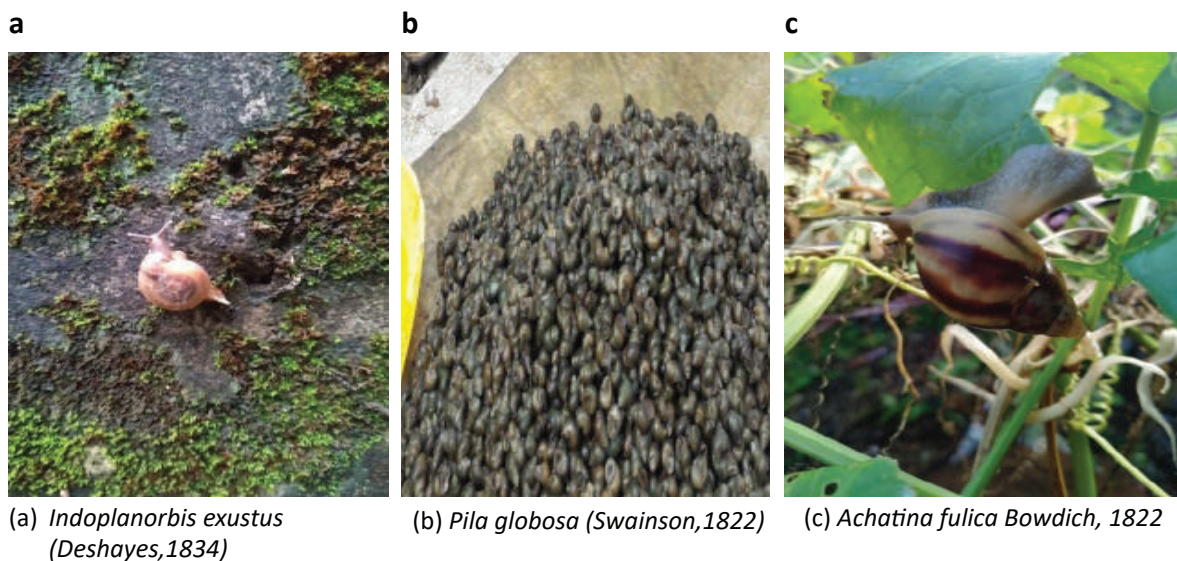 a
b
c
(a) Indoplanorbis exustus
(Deshayes,1834)
(b) Pila globosa (Swainson,1822)
(c) Achatina fulica Bowdich, 1822